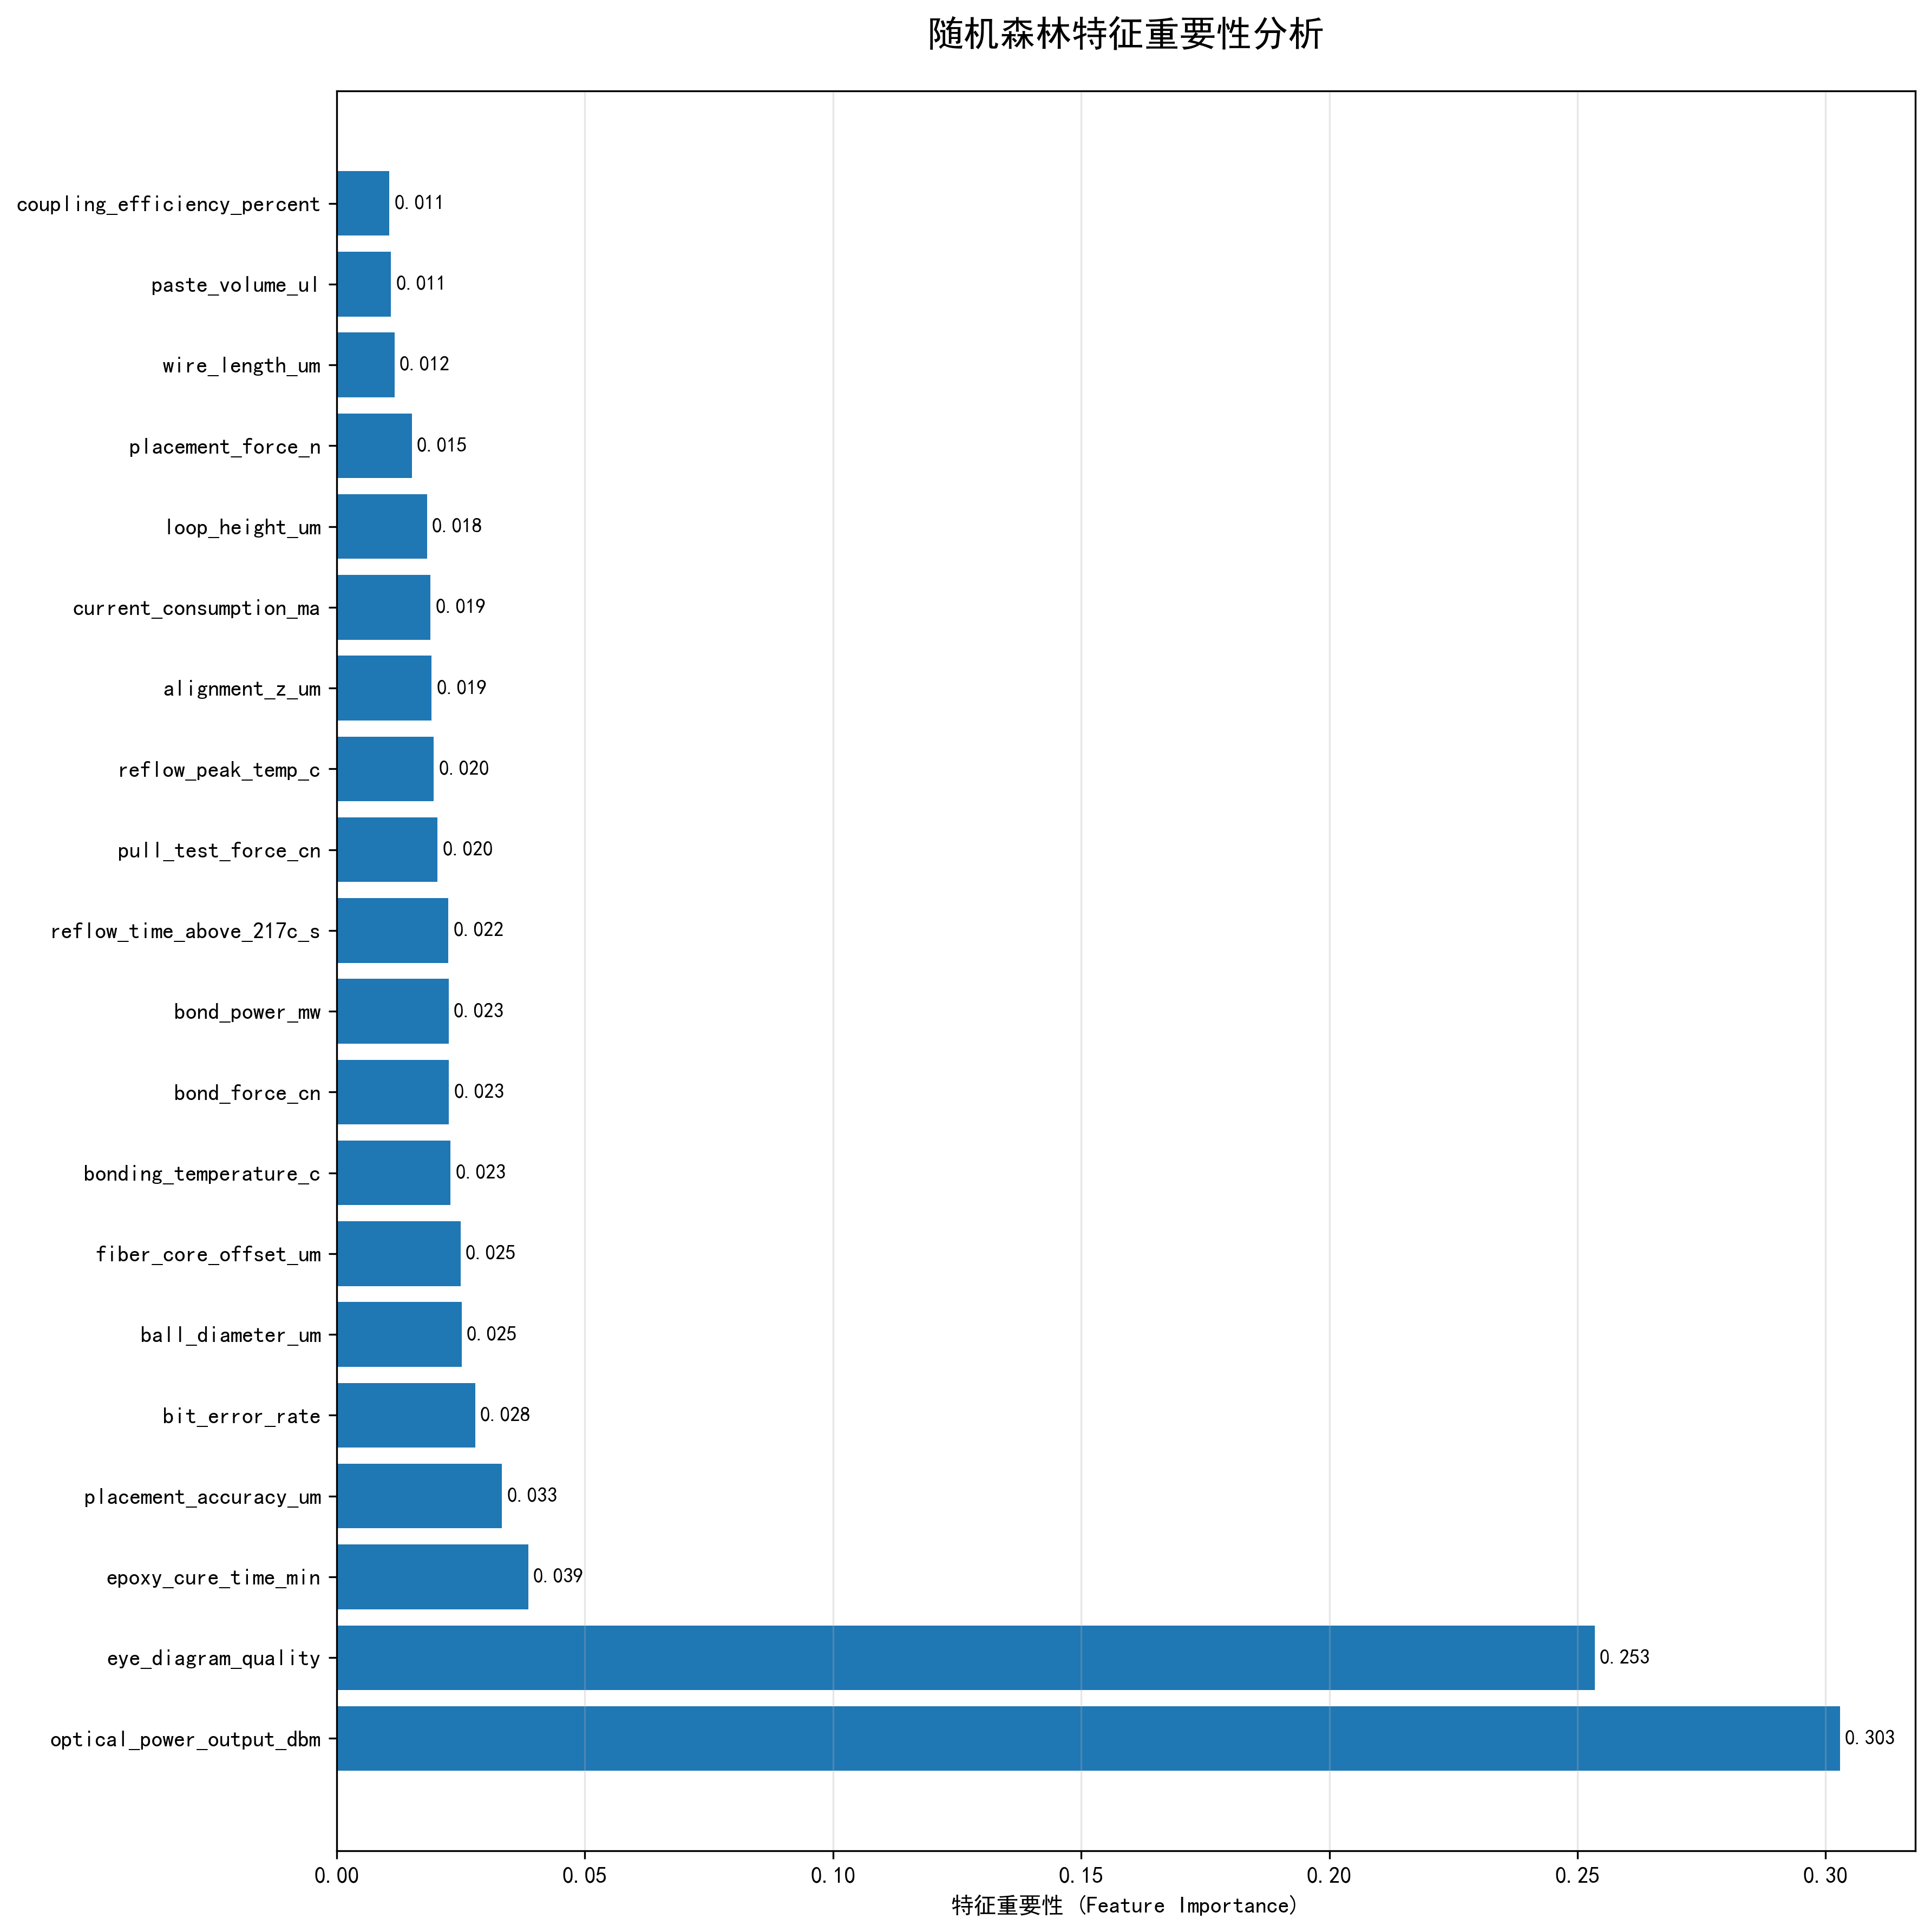 随机森林特征重要性分析
coupling_efficiency_percent 0.011
paste_volume_ul 0.011
wire_length_um 0.012
placement_force_n 0.015
loop_height_um 0.018
current_consumption_ma 0.019
alignment_z_um 0.019
reflow_peak_temp_c 0.020
pull_test_force_cn 0.020
reflow_time_above_217c_s 0.022
bond_power_mw 0.023
bond_force_cn 0.023
bonding_temperature_c 0.023
fiber_core_offset_um 0.025
ball_diameter_um 0.025
bit_error_rate 0.028
placement_accuracy_um 0.033
epoxy_cure_time_min 0.039
eye_diagram_quality 0.253
optical_power_output_dbm 0.303
0.00 0.05 0.10 0.15 0.20 0.25 0.30
特征重要性 (Feature Importance)